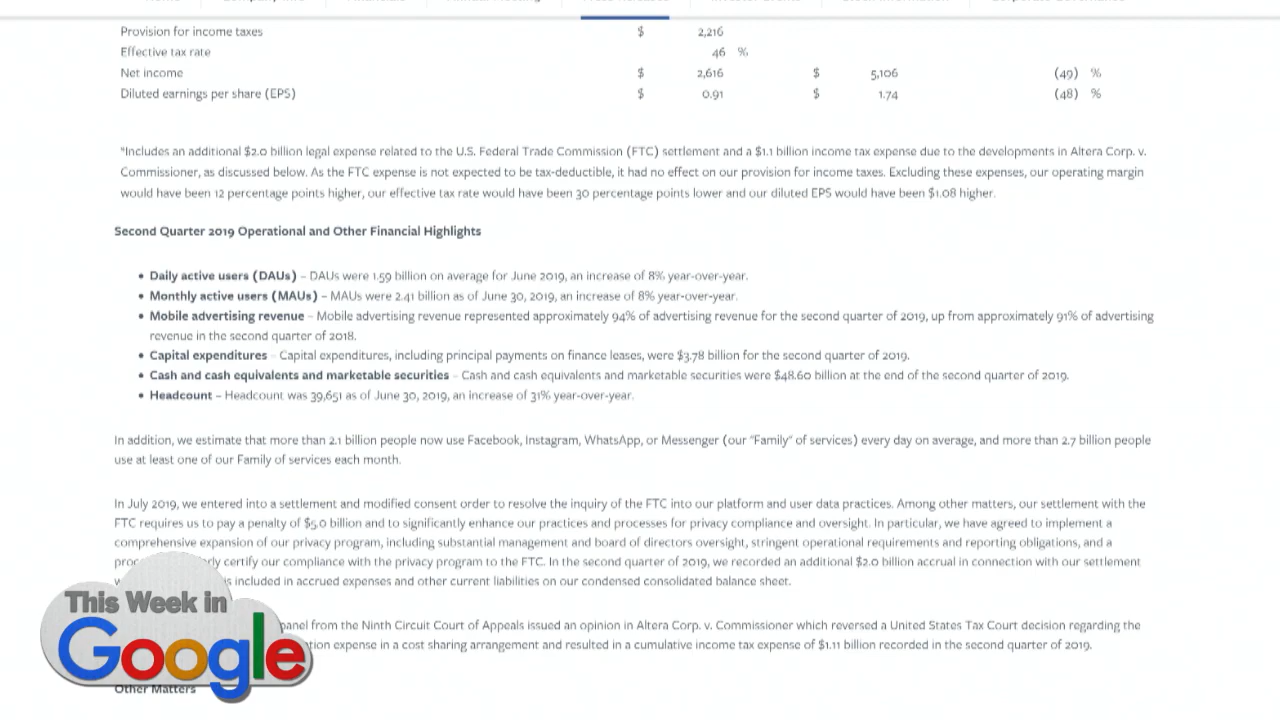 Provision for income taxes $ 2,216
Effective tax rate 46 %
Net income $ 2,616 $ 5,106 (49) %
Diluted earnings per share (EPS) $ 0.91 $ 1.74 (48) %
*Includes an additional $2.0 billion legal expense related to the U.S. Federal Trade Commission (FTC) settlement and a $1.1 billion income tax expense due to the developments in Altera Corp. v.
Commissioner, as discussed below. As the FTC expense is not expected to be tax-deductible, it had no effect on our provision for income taxes. Excluding these expenses, our operating margin
would have been 12 percentage points higher, our effective tax rate would have been 30 percentage points lower and our diluted EPS would have been $1.08 higher.
Second Quarter 2019 Operational and Other Financial Highlights
• Daily active users (DAUs) – DAUs were 1.59 billion on average for June 2019, an increase of 8% year-over-year.
• Monthly active users (MAUs) – MAUs were 2.41 billion as of June 30, 2019, an increase of 8% year-over-year.
• Mobile advertising revenue – Mobile advertising revenue represented approximately 94% of advertising revenue for the second quarter of 2019, up from approximately 91% of advertising
revenue in the second quarter of 2018.
• Capital expenditures – Capital expenditures, including principal payments on finance leases, were $3.78 billion for the second quarter of 2019.
• Cash and cash equivalents and marketable securities – Cash and cash equivalents and marketable securities were $48.60 billion at the end of the second quarter of 2019.
• Headcount – Headcount was 39,651 as of June 30, 2019, an increase of 31% year-over-year.
In addition, we estimate that more than 2.1 billion people now use Facebook, Instagram, WhatsApp, or Messenger (our "Family" of services) every day on average, and more than 2.7 billion people
use at least one of our Family of services each month.
In July 2019, we entered into a settlement and modified consent order to resolve the inquiry of the FTC into our platform and user data practices. Among other matters, our settlement with the
FTC requires us to pay a penalty of $5.0 billion and to significantly enhance our practices and processes for privacy compliance and oversight. In particular, we have agreed to implement a
comprehensive expansion of our privacy program, including substantial management and board of directors oversight, stringent operational requirements and reporting obligations, and a
certify our compliance with the privacy program to the FTC. In the second quarter of 2019, we recorded an additional $2.0 billion accrual in connection with our settlement
is included in accrued expenses and other current liabilities on our condensed consolidated balance sheet.
panel from the Ninth Circuit Court of Appeals issued an opinion in Altera Corp. v. Commissioner which reversed a United States Tax Court decision regarding the
expense in a cost sharing arrangement and resulted in a cumulative income tax expense of $1.11 billion recorded in the second quarter of 2019.
Other Matters
This Week in
Google